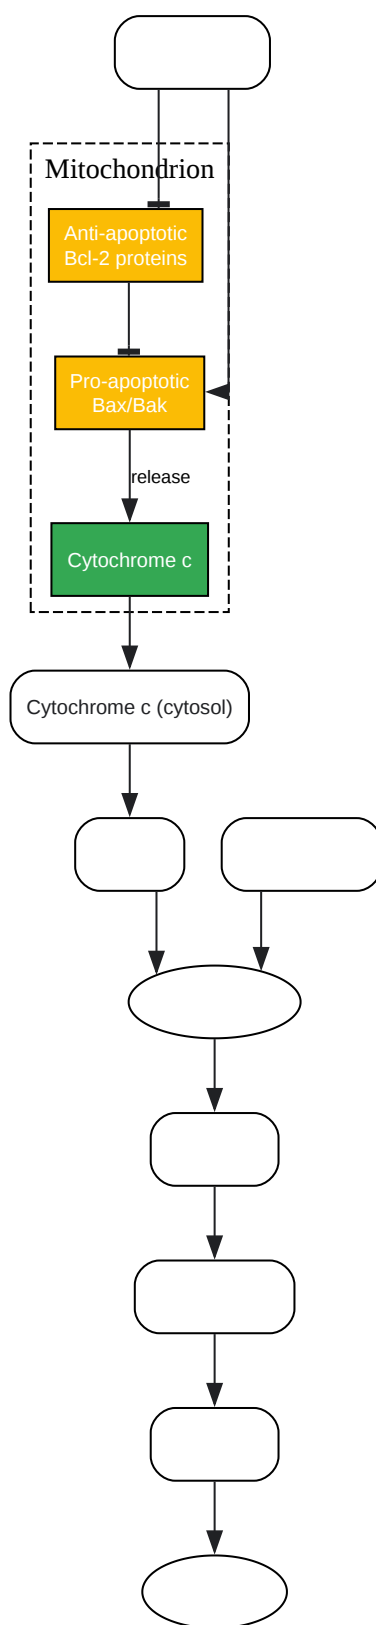 Mitochondrion
Anti-apoptotic
Bcl-2 proteins
Pro-apoptotic
Bax/Bak
release
Cytochrome c
Cytochrome c (cytosol)